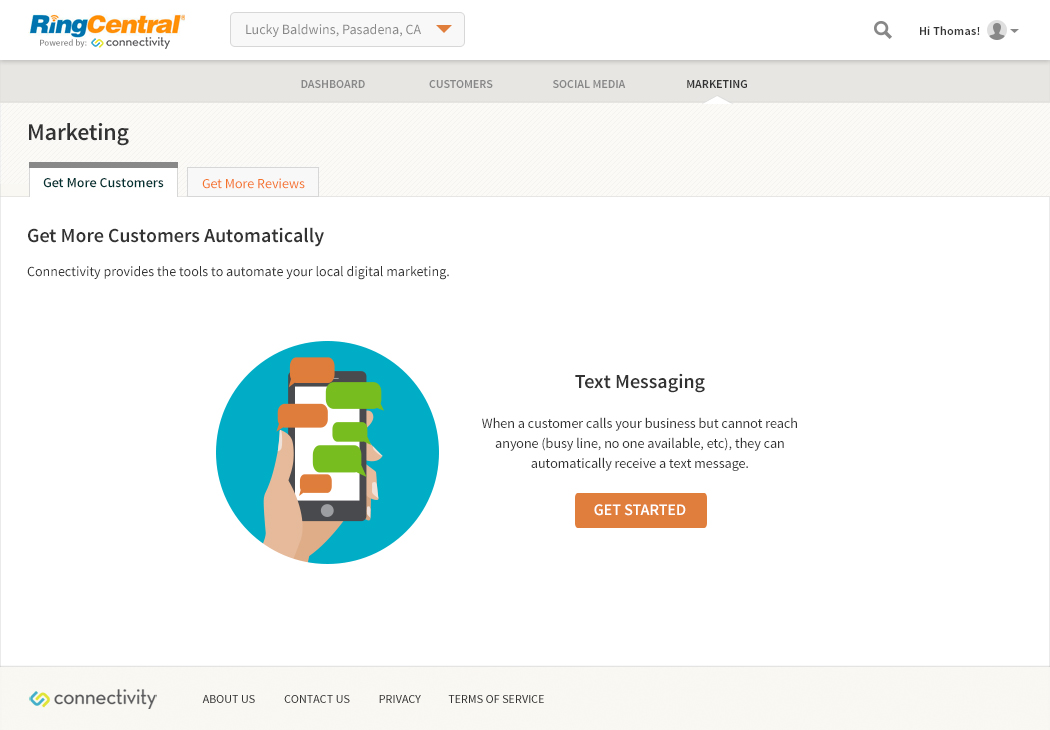 RingCentral®
Powered by: connectivity
Lucky Baldwins, Pasadena, CA
Hi Thomas!
DASHBOARD
CUSTOMERS
SOCIAL MEDIA
MARKETING
Marketing
Get More Customers
Get More Reviews
Get More Customers Automatically
Connectivity provides the tools to automate your local digital marketing.
Text Messaging
When a customer calls your business but cannot reach
anyone (busy line, no one available, etc), they can
automatically receive a text message.
GET STARTED
connectivity
ABOUT US
CONTACT US
PRIVACY
TERMS OF SERVICE